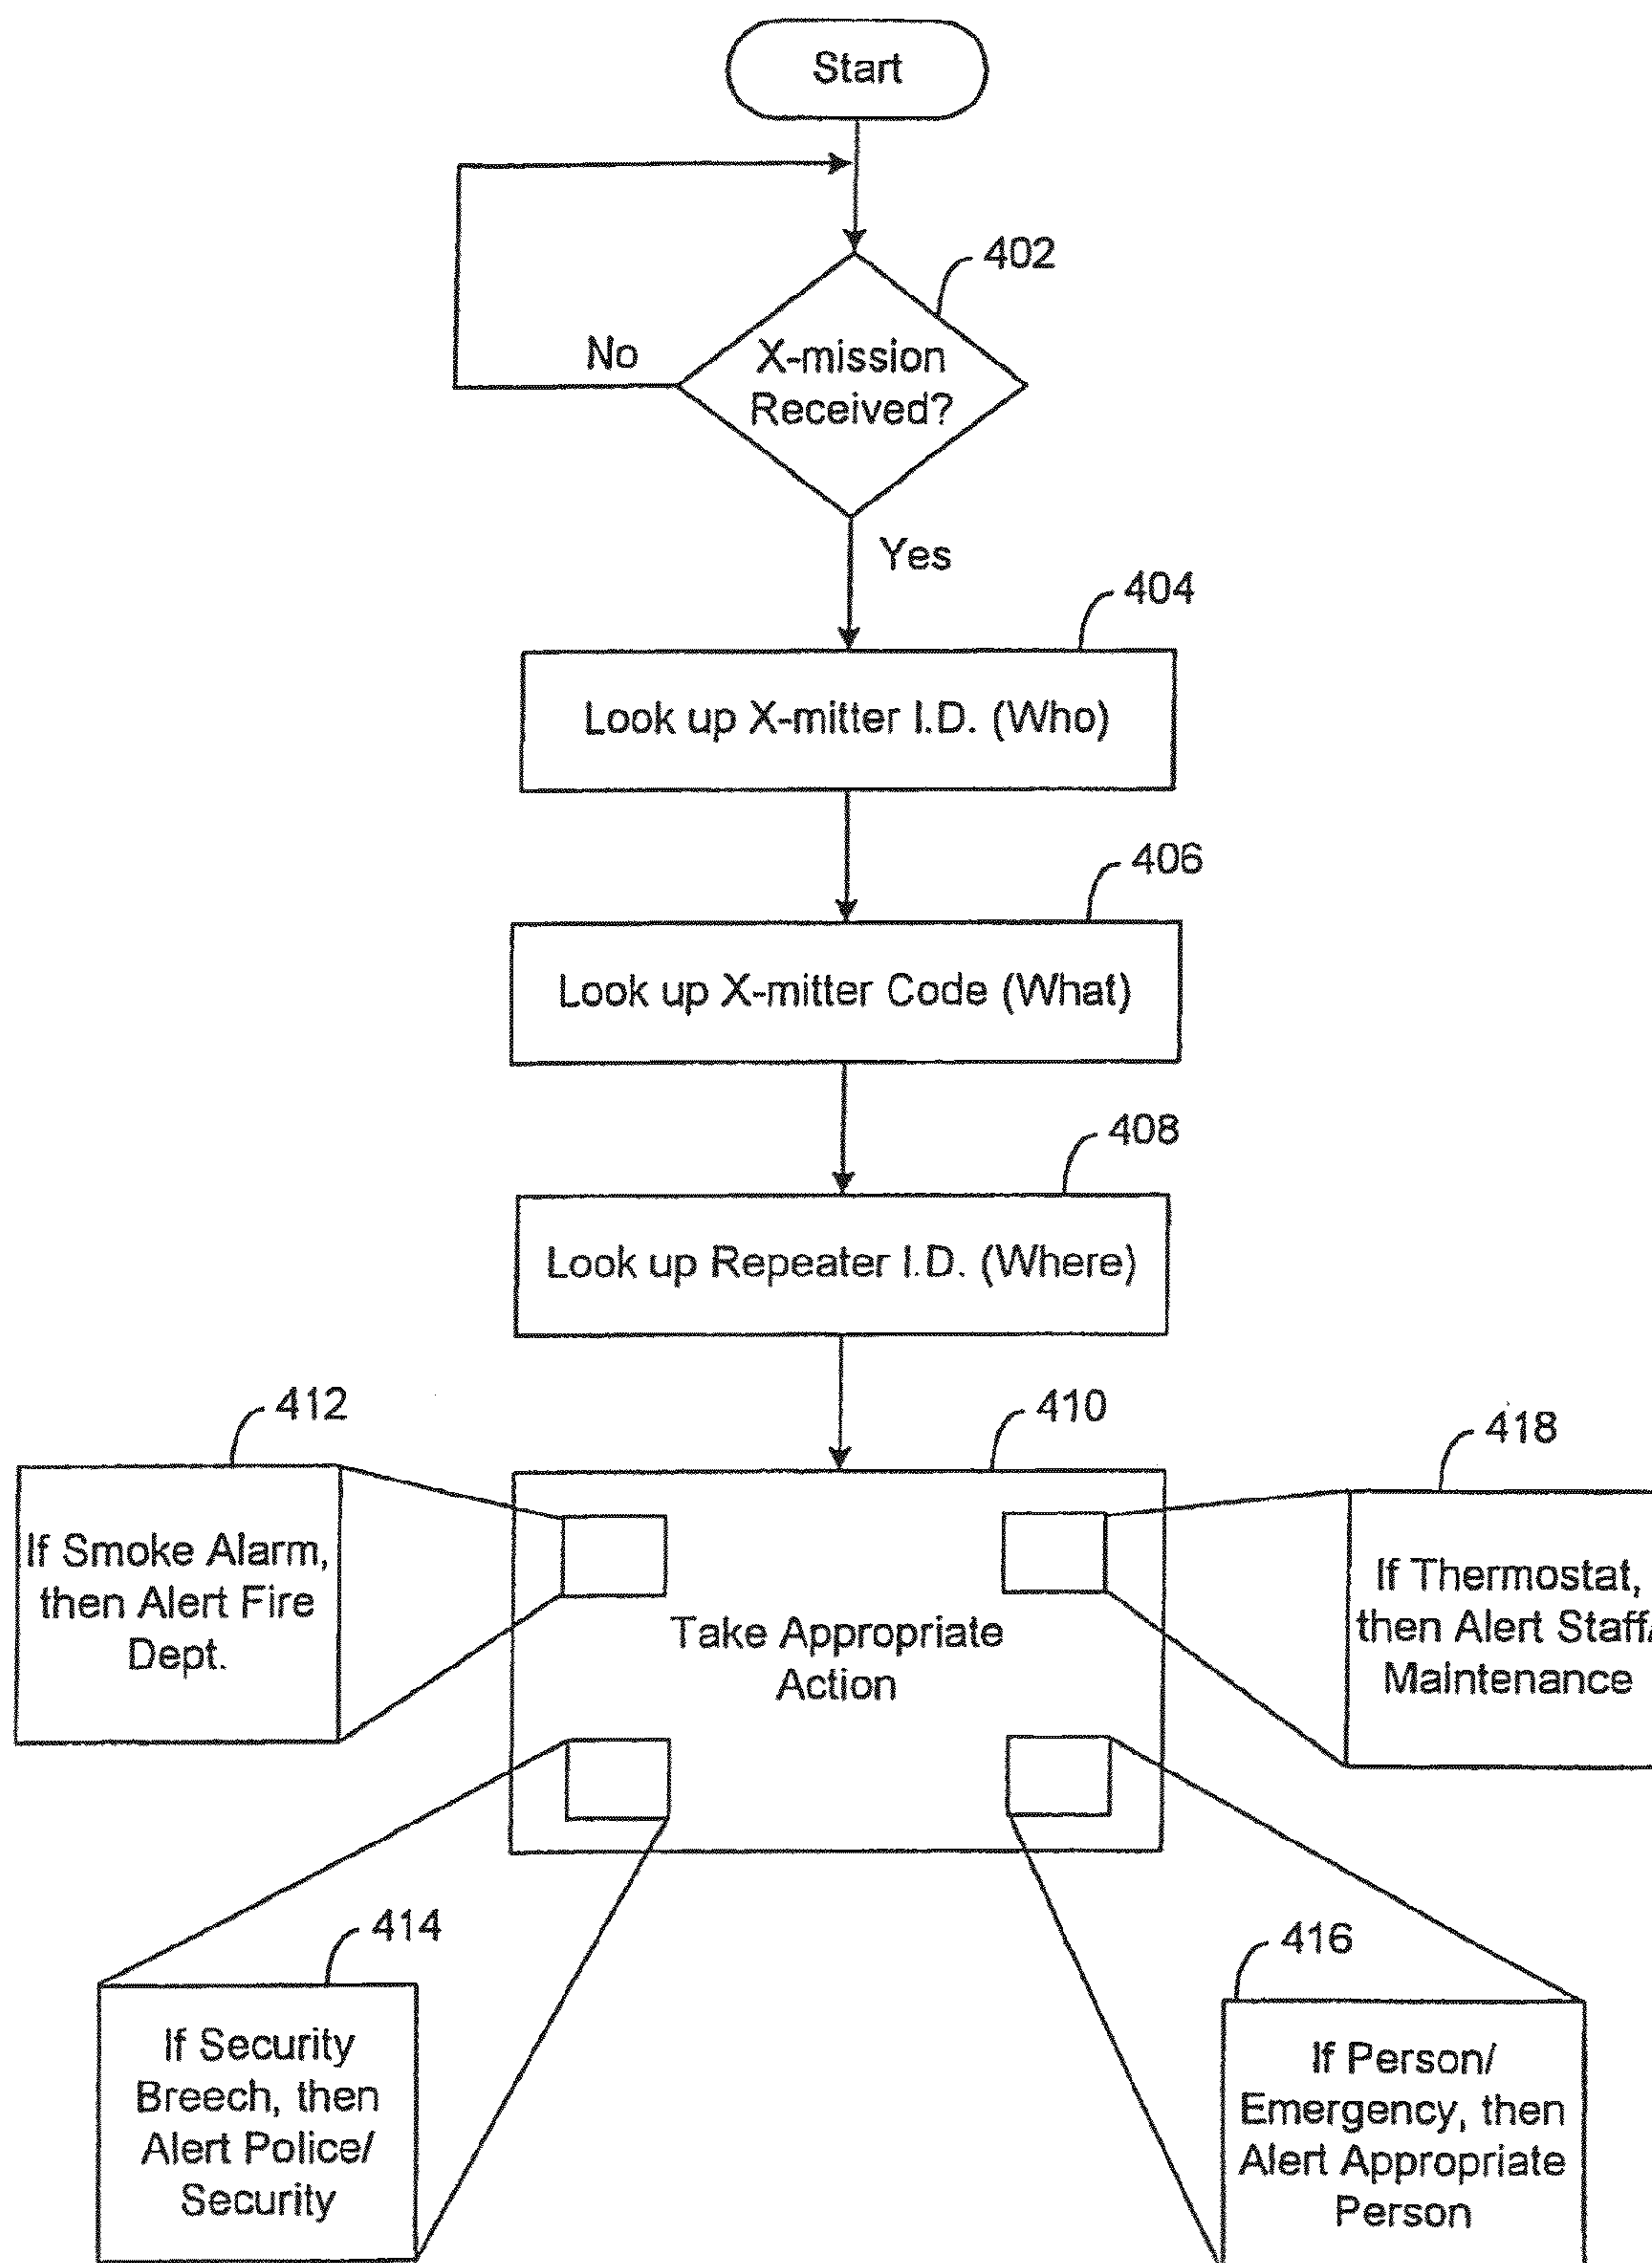 Start
402
X-mission
Received?
No
Yes
404
Look up X-mitter I.D. (Who)
406
Look up X-mitter Code (What)
408
Look up Repeater I.D. (Where)
412
410
418
If Smoke Alarm,
then Alert Fire
Dept.
Take Appropriate
Action
If Thermostat,
then Alert Staff/
Maintenance
414
416
If Security
Breech, then
Alert Police/
Security
If Person/
Emergency, then
Alert Appropriate
Person